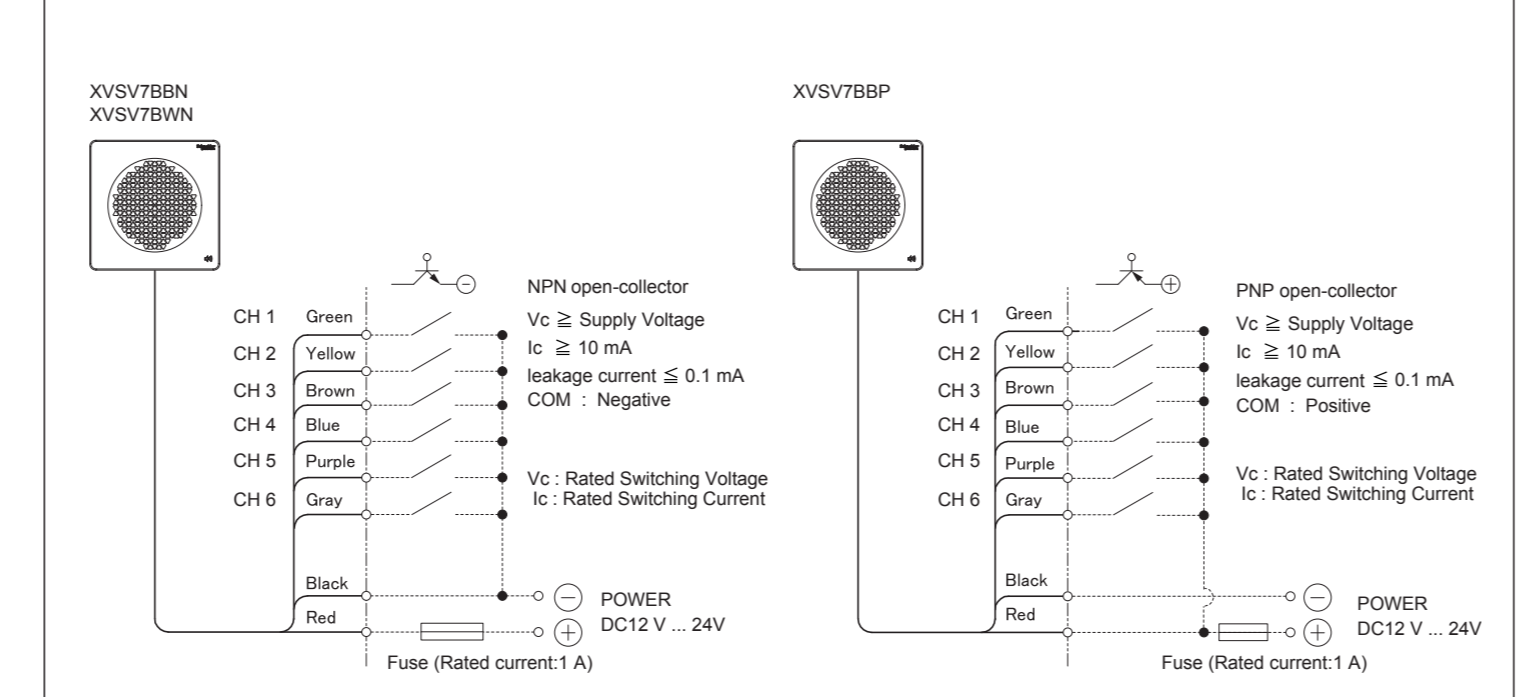 XVSV7BBN
XVSV7BWN
NPN open-collector
CH 1 Green
Vc ≧ Supply Voltage
CH 2 Yellow
Ic ≧ 10 mA
leakage current ≦ 0.1 mA
CH 3 Brown
COM : Negative
CH 4 Blue
CH 5 Purple
Vc : Rated Switching Voltage
CH 6 Gray
Ic : Rated Switching Current
Black
−
POWER
Red
+
DC12 V ... 24V
Fuse (Rated current:1 A)
XVSV7BBP
PNP open-collector
CH 1 Green
Vc ≧ Supply Voltage
CH 2 Yellow
Ic ≧ 10 mA
leakage current ≦ 0.1 mA
CH 3 Brown
COM : Positive
CH 4 Blue
CH 5 Purple
Vc : Rated Switching Voltage
CH 6 Gray
Ic : Rated Switching Current
Black
−
POWER
Red
+
DC12 V ... 24V
Fuse (Rated current:1 A)